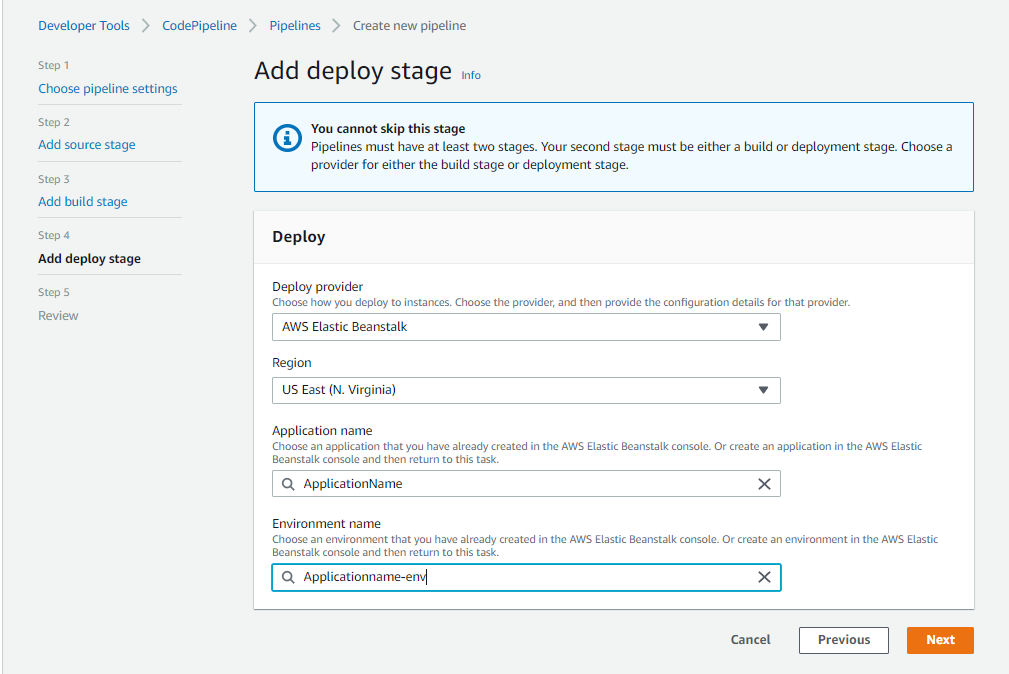 Developer Tools > CodePipeline > Pipelines > Create new pipeline
Step 1
Choose pipeline settings
Step 2
Add source stage
Step 3
Add build stage
Step 4
Add deploy stage
Step 5
Review
Add deploy stage Info
You cannot skip this stage
Pipelines must have at least two stages. Your second stage must be either a build or deployment stage. Choose a
provider for either the build stage or deployment stage.
Deploy
Deploy provider
Choose how you deploy to instances. Choose the provider, and then provide the configuration details for that provider.
AWS Elastic Beanstalk
Region
US East (N. Virginia)
Application name
Choose an application that you have already created in the AWS Elastic Beanstalk console. Or create an application in the AWS Elastic
Beanstalk console and then return to this task.
ApplicationName
Environment name
Choose an environment that you have already created in the AWS Elastic Beanstalk console. Or create an environment in the AWS Elastic
Beanstalk console and then return to this task.
Applicationname-env
Cancel Previous Next